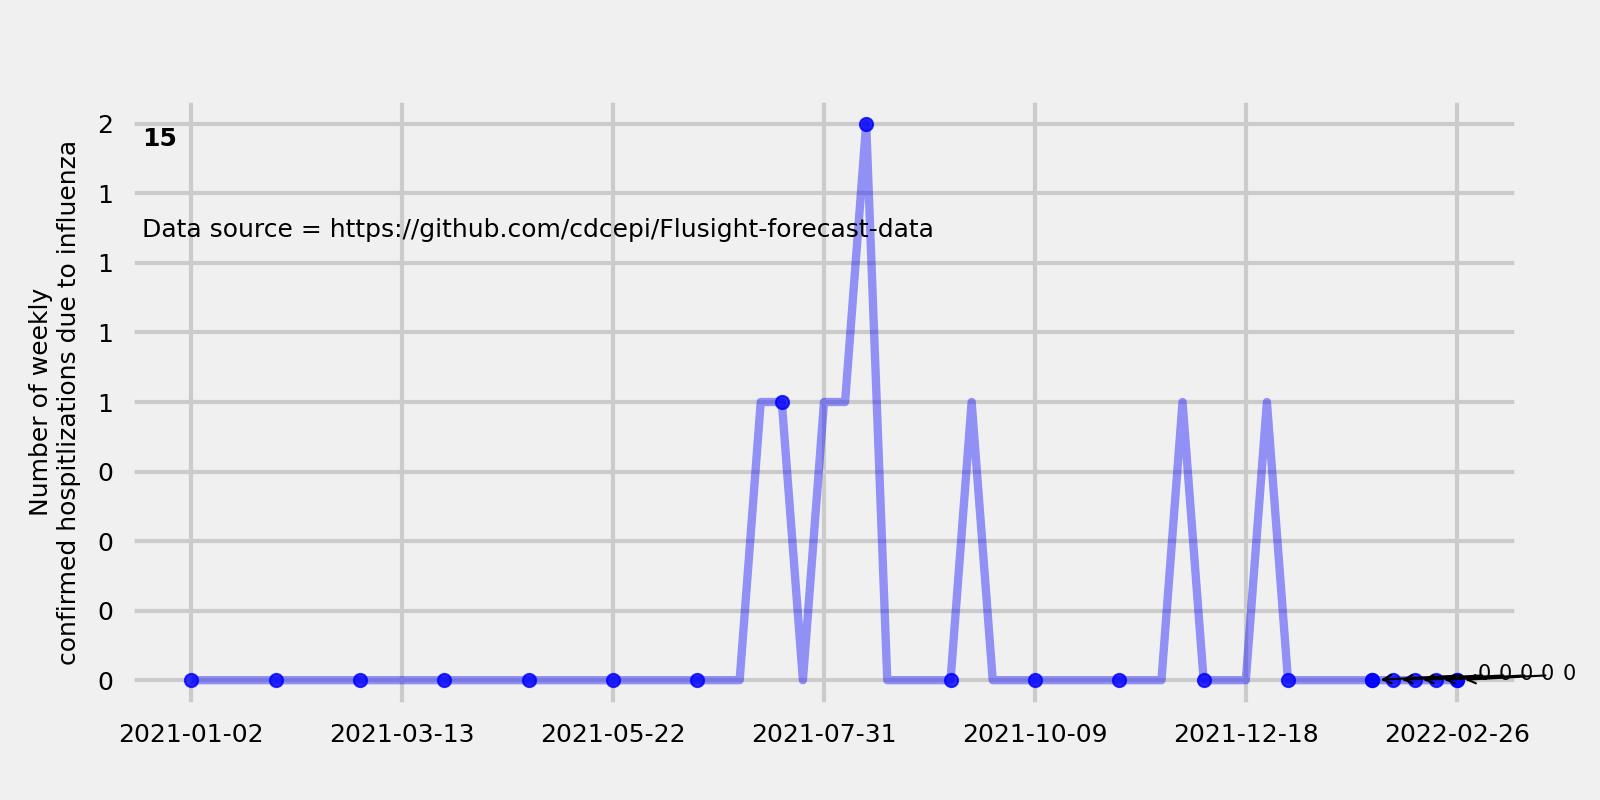 Number of weekly
confirmed hospitlizations due to influenza
2
1
1
1
1
0
0
0
0
15
Data source = https://github.com/cdcepi/Flusight-forecast-data
0 0 0 0 0
2021-01-02 2021-03-13 2021-05-22 2021-07-31 2021-10-09 2021-12-18 2022-02-26